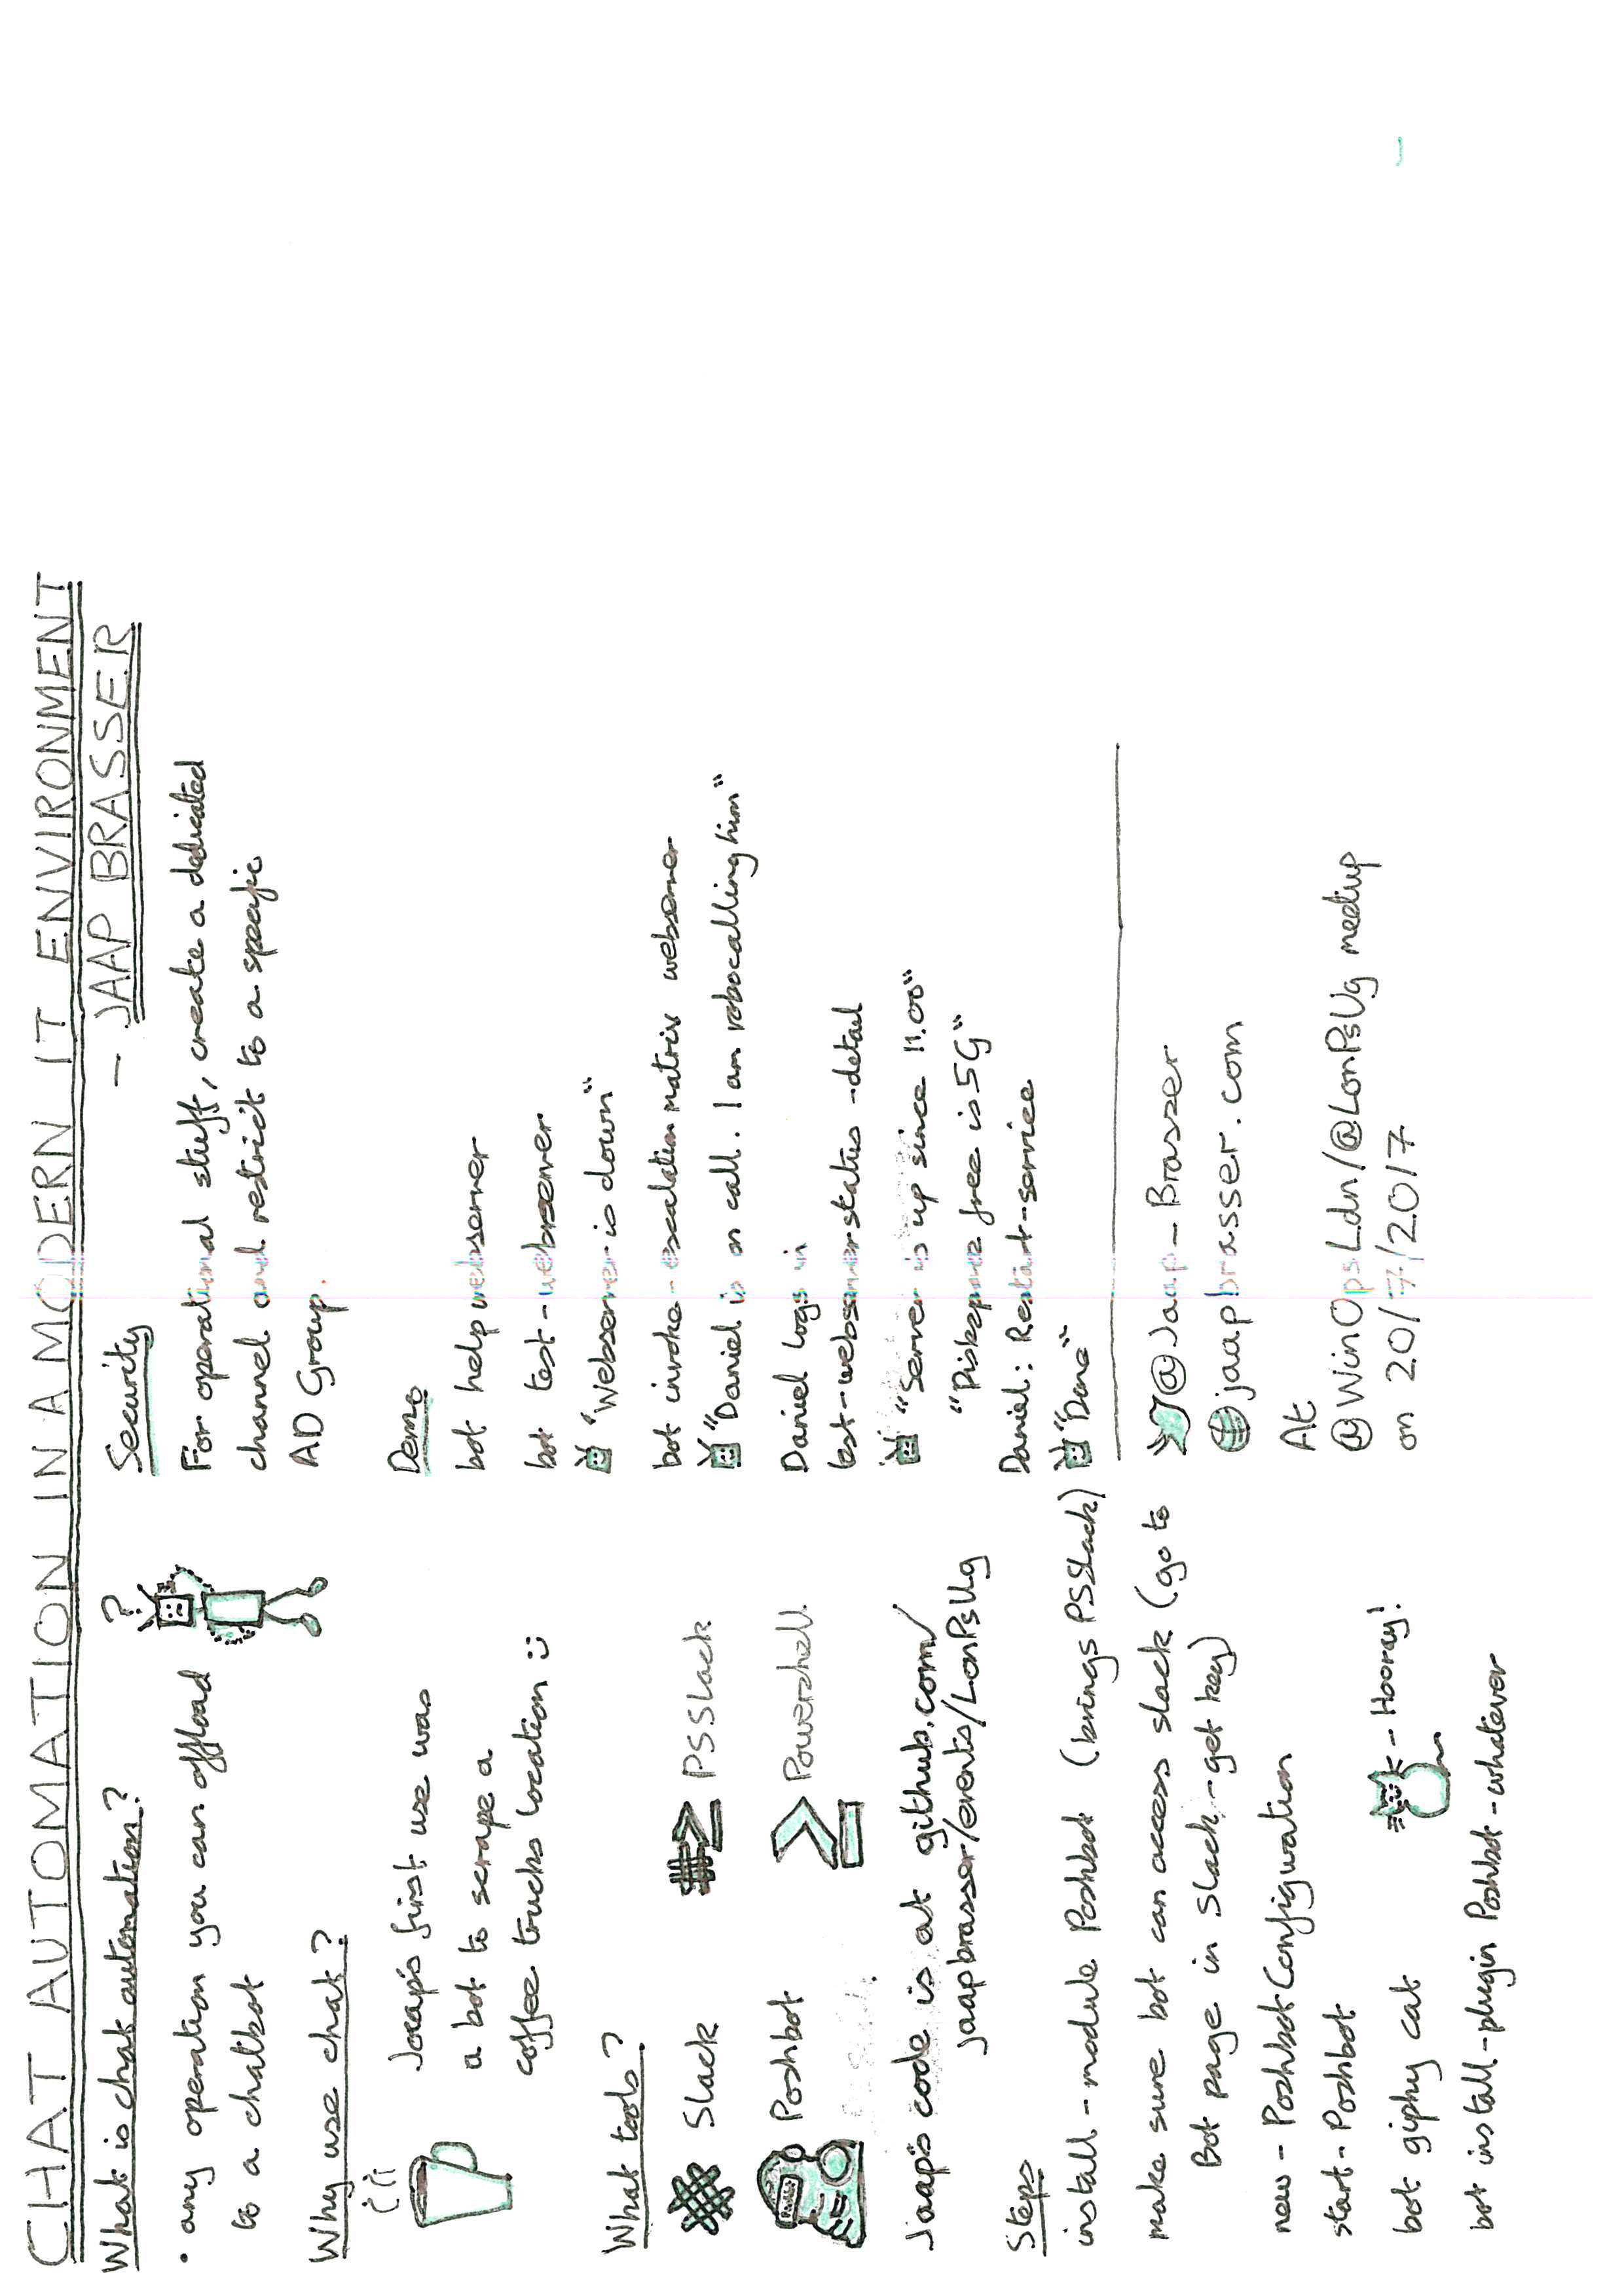 CHAT AUTOMATION IN A MODERN IT ENVIRONMENT
- JAAP BRASSER
What is chat automation?
?
• any operation you can offload
to a chatbot
Why use chat?
Jaap's first use was
a bot to scrape a
coffee trucks location :)
What tools?
Slack
PSSlack
Poshbot
Powershell
Jaap's code is at github.com/
jaapbrasser/events/LonPsUg
Steps
install-module Poshbot (brings PSSlack)
make sure bot can access slack (go to
Bot page in Slack - get key)
new-PoshbotConfiguration
start-Poshbot
bot giphy cat
- Hooray!
bot install-plugin Poshbot-whatever
Security
For operational stuff, create a dedicated
channel and restrict to a specific
AD Group.
Demo
bot help webserver
bot test-webserver
"Webserver is down"
bot invoke-escalation matrix webserver
"Daniel is on call. I am robocalling him"
Daniel logs in
test-webserverstatus -detail
"Server is up since 11.00"
"Diskspace free is 5G"
Daniel: Restart-service
"Done"
@Jaap_Brasser
jaapbrasser.com
At
@WinOpsLdn/@LonPsUg meetup
on 20/7/2017